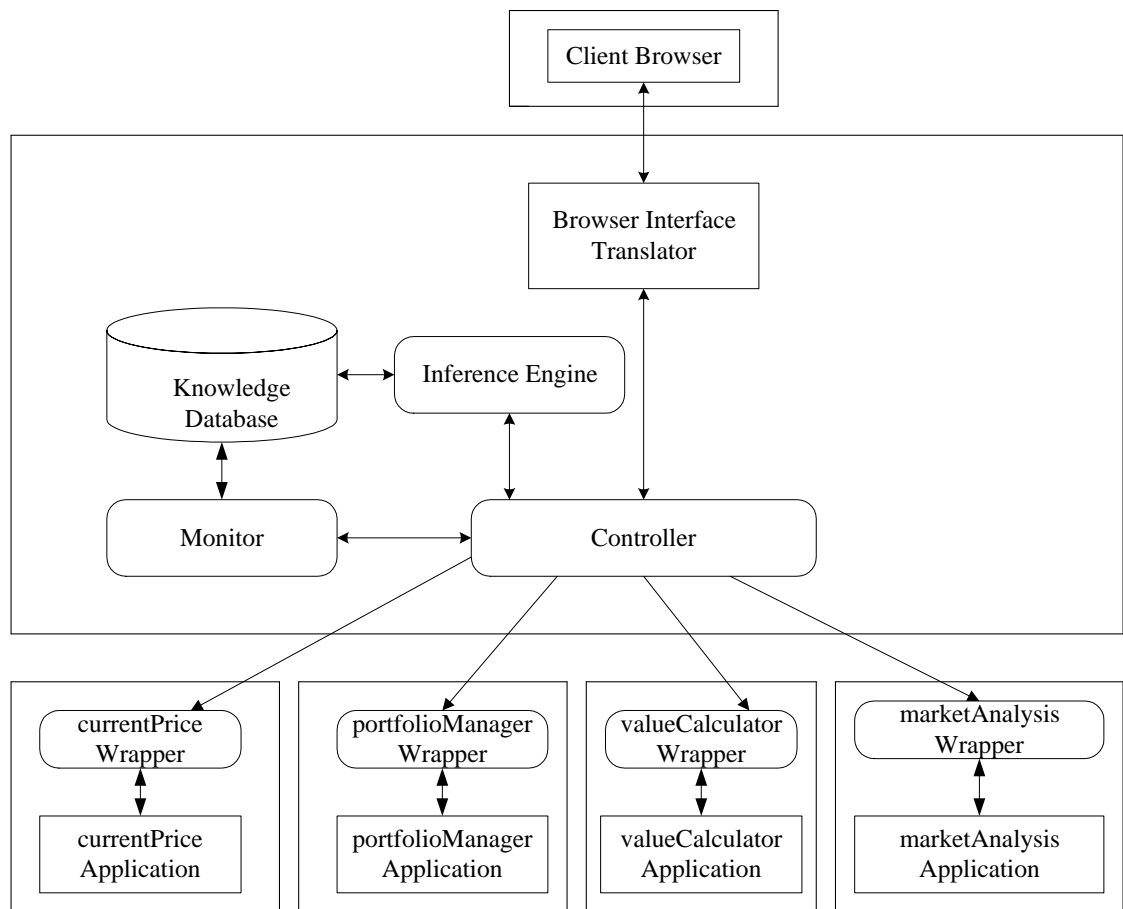 Client Browser
Browser Interface
Translator
Knowledge
Database
Inference Engine
Monitor
Controller
currentPrice
Wrapper
portfolioManager
Wrapper
valueCalculator
Wrapper
marketAnalysis
Wrapper
currentPrice
Application
portfolioManager
Application
valueCalculator
Application
marketAnalysis
Application